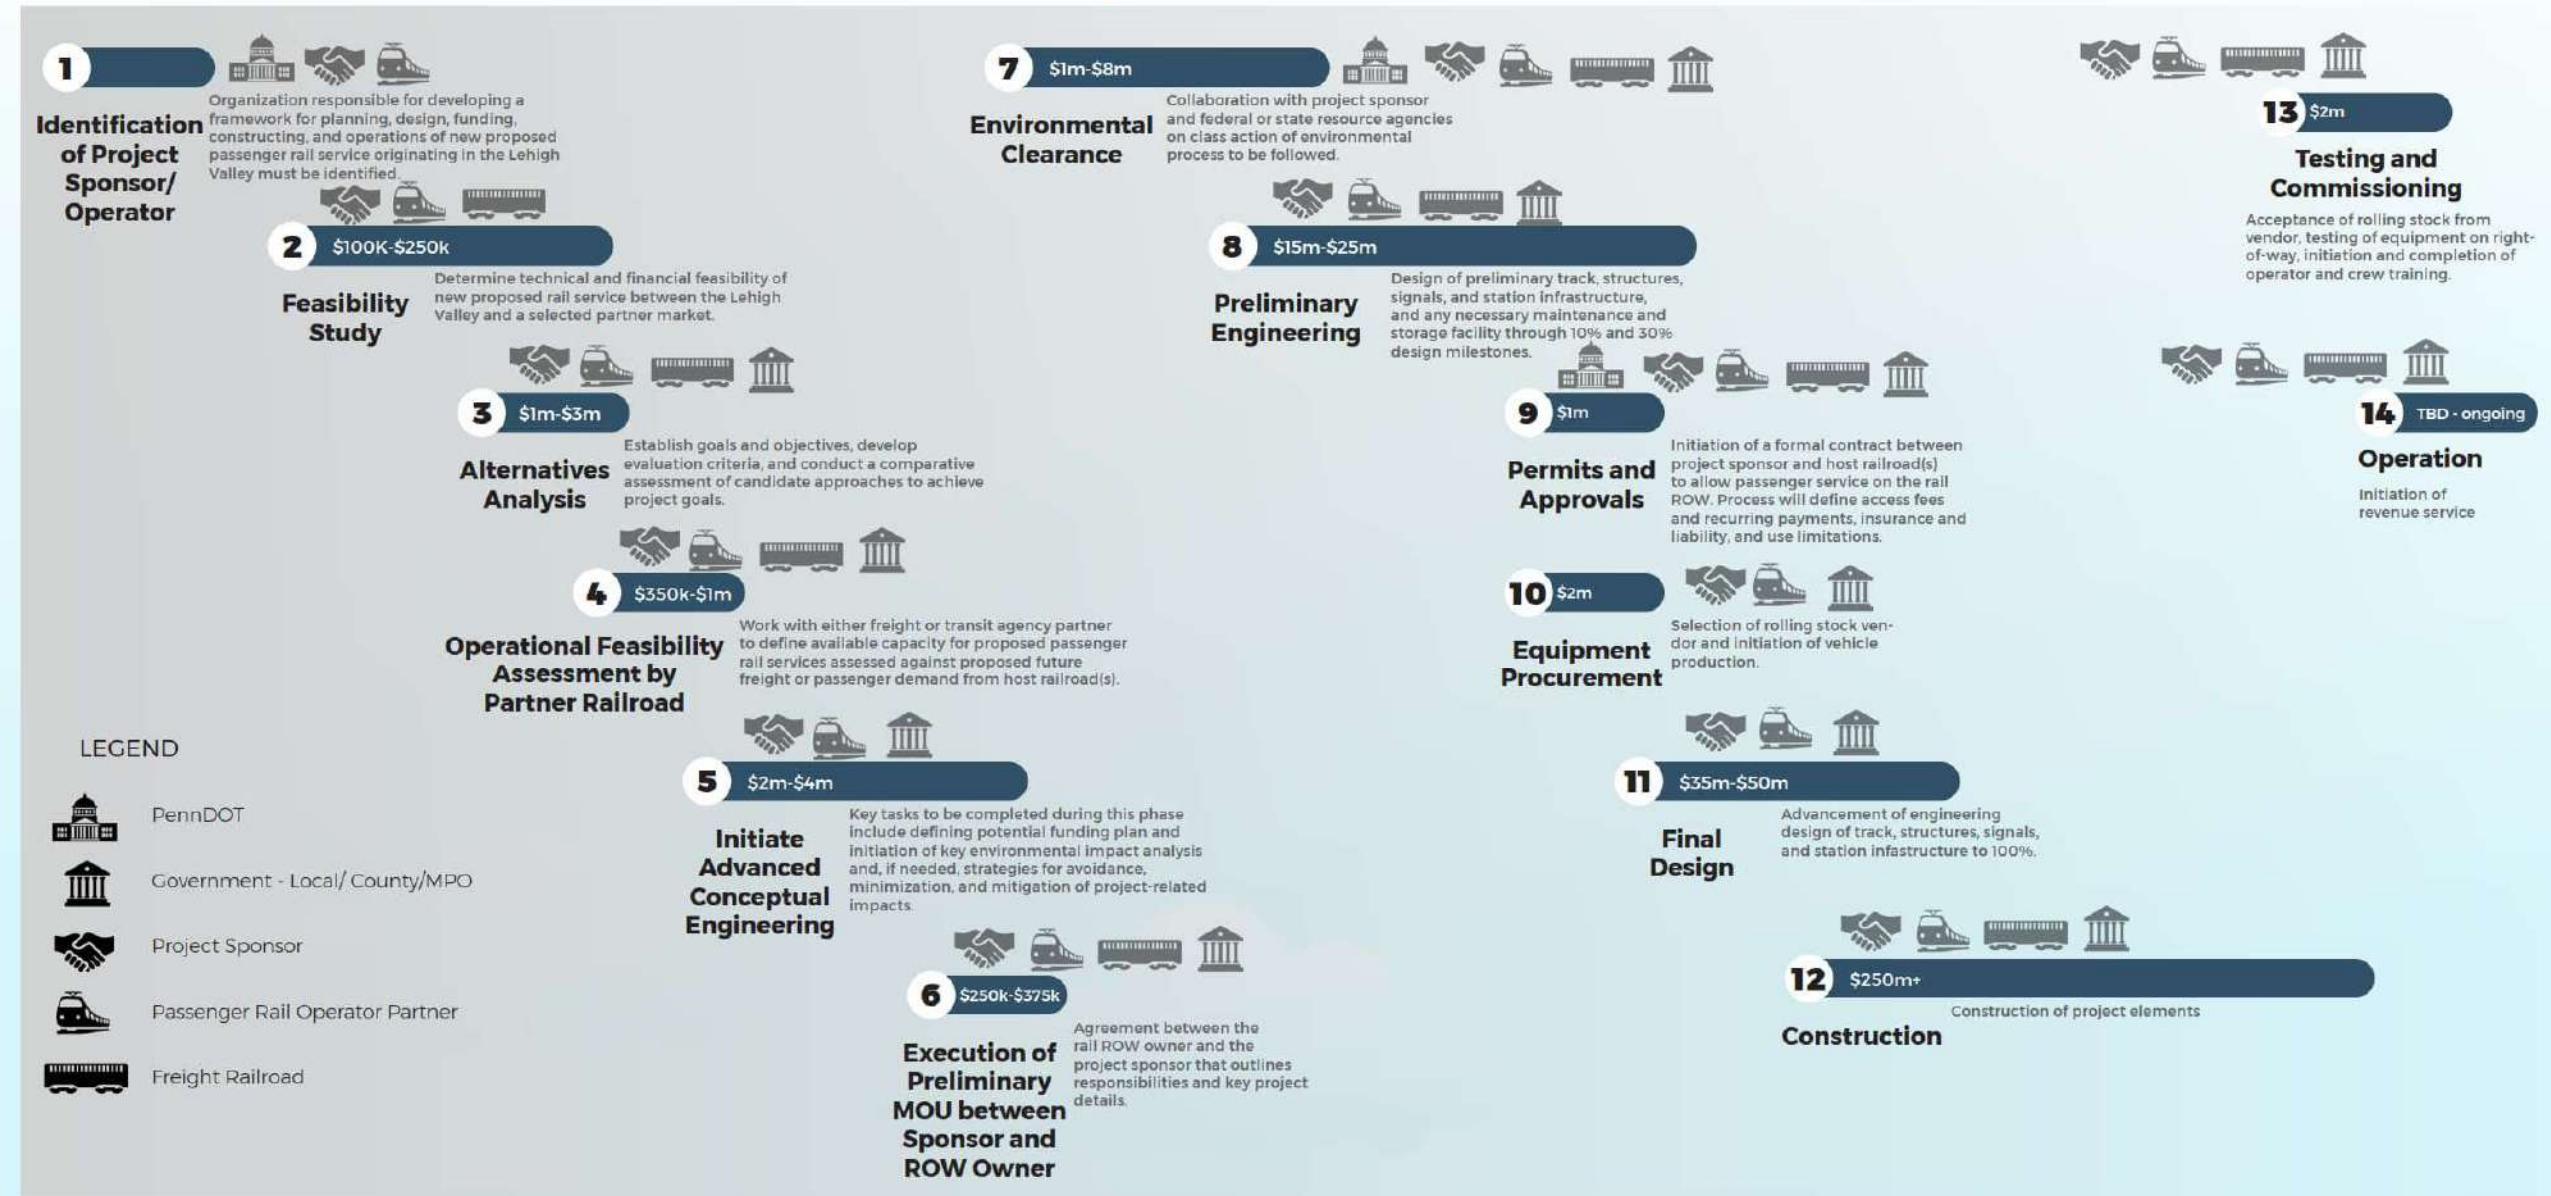 1
Identification
of Project
Sponsor/
Operator
Organization responsible for developing a
framework for planning, design, funding,
constructing, and operations of new proposed
passenger rail service originating in the Lehigh
Valley must be identified.
2 $100K-$250k
Feasibility
Study
Determine technical and financial feasibility of
new proposed rail service between the Lehigh
Valley and a selected partner market.
3 $1m-$3m
Alternatives
Analysis
Establish goals and objectives, develop
evaluation criteria, and conduct a comparative
assessment of candidate approaches to achieve
project goals.
4 $350k-$1m
Operational Feasibility
Assessment by
Partner Railroad
Work with either freight or transit agency partner
to define available capacity for proposed passenger
rail services assessed against proposed future
freight or passenger demand from host railroad(s).
5 $2m-$4m
Initiate
Advanced
Conceptual
Engineering
Key tasks to be completed during this phase
include defining potential funding plan and
initiation of key environmental impact analysis
and, if needed, strategies for avoidance,
minimization, and mitigation of project-related
impacts.
6 $250k-$375k
Execution of
Preliminary
MOU between
Sponsor and
ROW Owner
Agreement between the
rail ROW owner and the
project sponsor that outlines
responsibilities and key project
details.
7 $1m-$8m
Environmental
Clearance
Collaboration with project sponsor
and federal or state resource agencies
on class action of environmental
process to be followed.
8 $15m-$25m
Preliminary
Engineering
Design of preliminary track, structures,
signals, and station infrastructure,
and any necessary maintenance and
storage facility through 10% and 30%
design milestones.
9 $1m
Permits and
Approvals
Initiation of a formal contract between
project sponsor and host railroad(s)
to allow passenger service on the rail
ROW. Process will define access fees
and recurring payments, insurance and
liability, and use limitations.
10 $2m
Equipment
Procurement
Selection of rolling stock ven-
dor and initiation of vehicle
production.
11 $35m-$50m
Final
Design
Advancement of engineering
design of track, structures, signals,
and station infastructure to 100%.
12 $250m+
Construction
Construction of project elements
13 $2m
Testing and
Commissioning
Acceptance of rolling stock from
vendor, testing of equipment on right-
of-way, initiation and completion of
operator and crew training.
14 TBD - ongoing
Operation
Initiation of
revenue service
LEGEND
PennDOT
Government - Local/ County/MPO
Project Sponsor
Passenger Rail Operator Partner
Freight Railroad